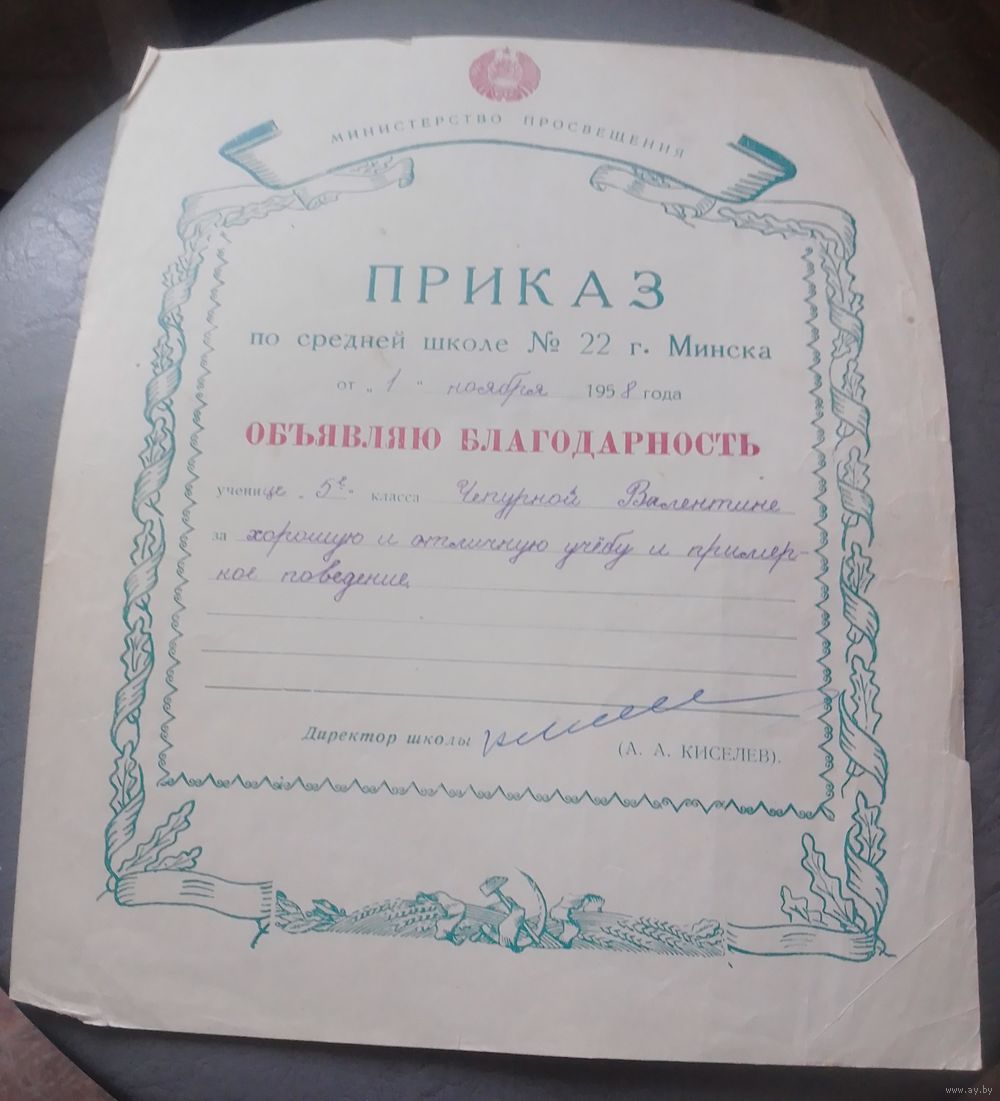 МИНИСТЕРСТВО ПРОСВЕЩЕНИЯ
ПРИКАЗ
по средней школе № 22 г. Минска
от „ 1 " ноября 1958 года
ОБЪЯВЛЯЮ БЛАГОДАРНОСТЬ
ученице „5в" класса Чепурной Валентине
за хорошую и отличную учёбу и пример-
ное поведение.
Директор школы (А. А. КИСЕЛЕВ).
www.ay.by